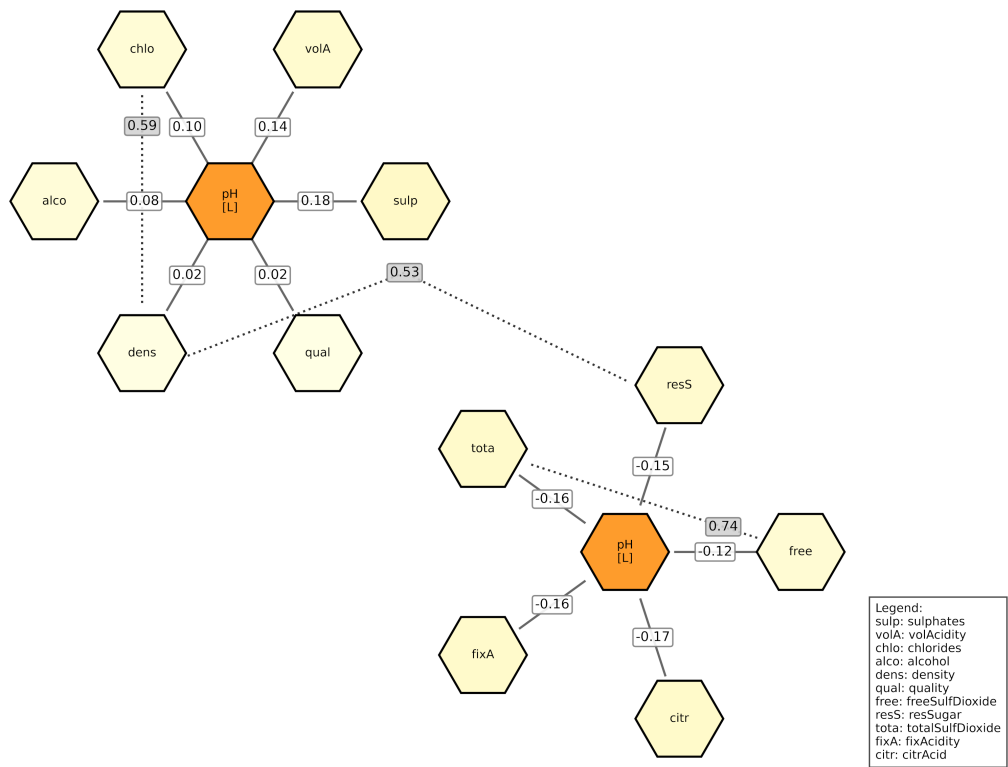 chlo
volA
0.59
0.10
0.14
alco
0.08
pH
[L]
0.18
sulp
0.02
0.02
0.53
dens
qual
resS
tota
-0.15
-0.16
0.74
pH
[L]
-0.12
free
-0.16
-0.17
fixA
citr
Legend:
sulp: sulphates
volA: volAcidity
chlo: chlorides
alco: alcohol
dens: density
qual: quality
free: freeSulfDioxide
resS: resSugar
tota: totalSulfDioxide
fixA: fixAcidity
citr: citrAcid